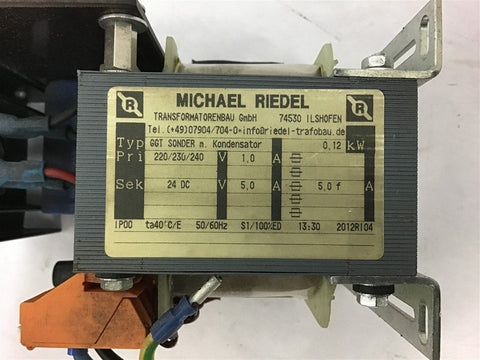 R MICHAEL RIEDEL R
TRANSFORMATORENBAU GmbH 74530 ILSHOFEN
Tel.(+49)07904/704-0•info@riedel-trafobau.de
Typ GGT SONDER m. Kondensator 0,12 kW
Pri 220/230/240 V 1,0 A
Sek 24 DC V 5,0 A 5,0 f A
IP00 ta40°C/E 50/60Hz S1/100%ED 13:30 2012RI04